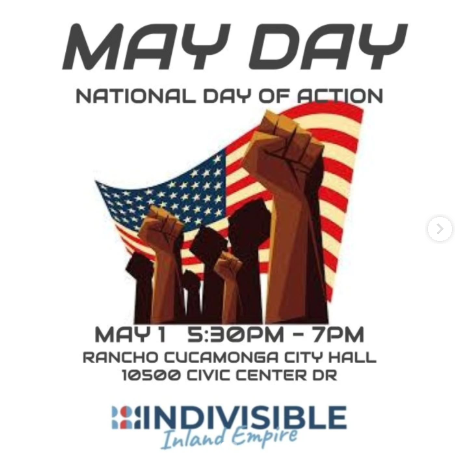 MAY DAY
NATIONAL DAY OF ACTION
MAY 1 5:30PM - 7PM
RANCHO CUCAMONGA CITY HALL
10500 CIVIC CENTER DR
INDIVISIBLE
Inland Empire